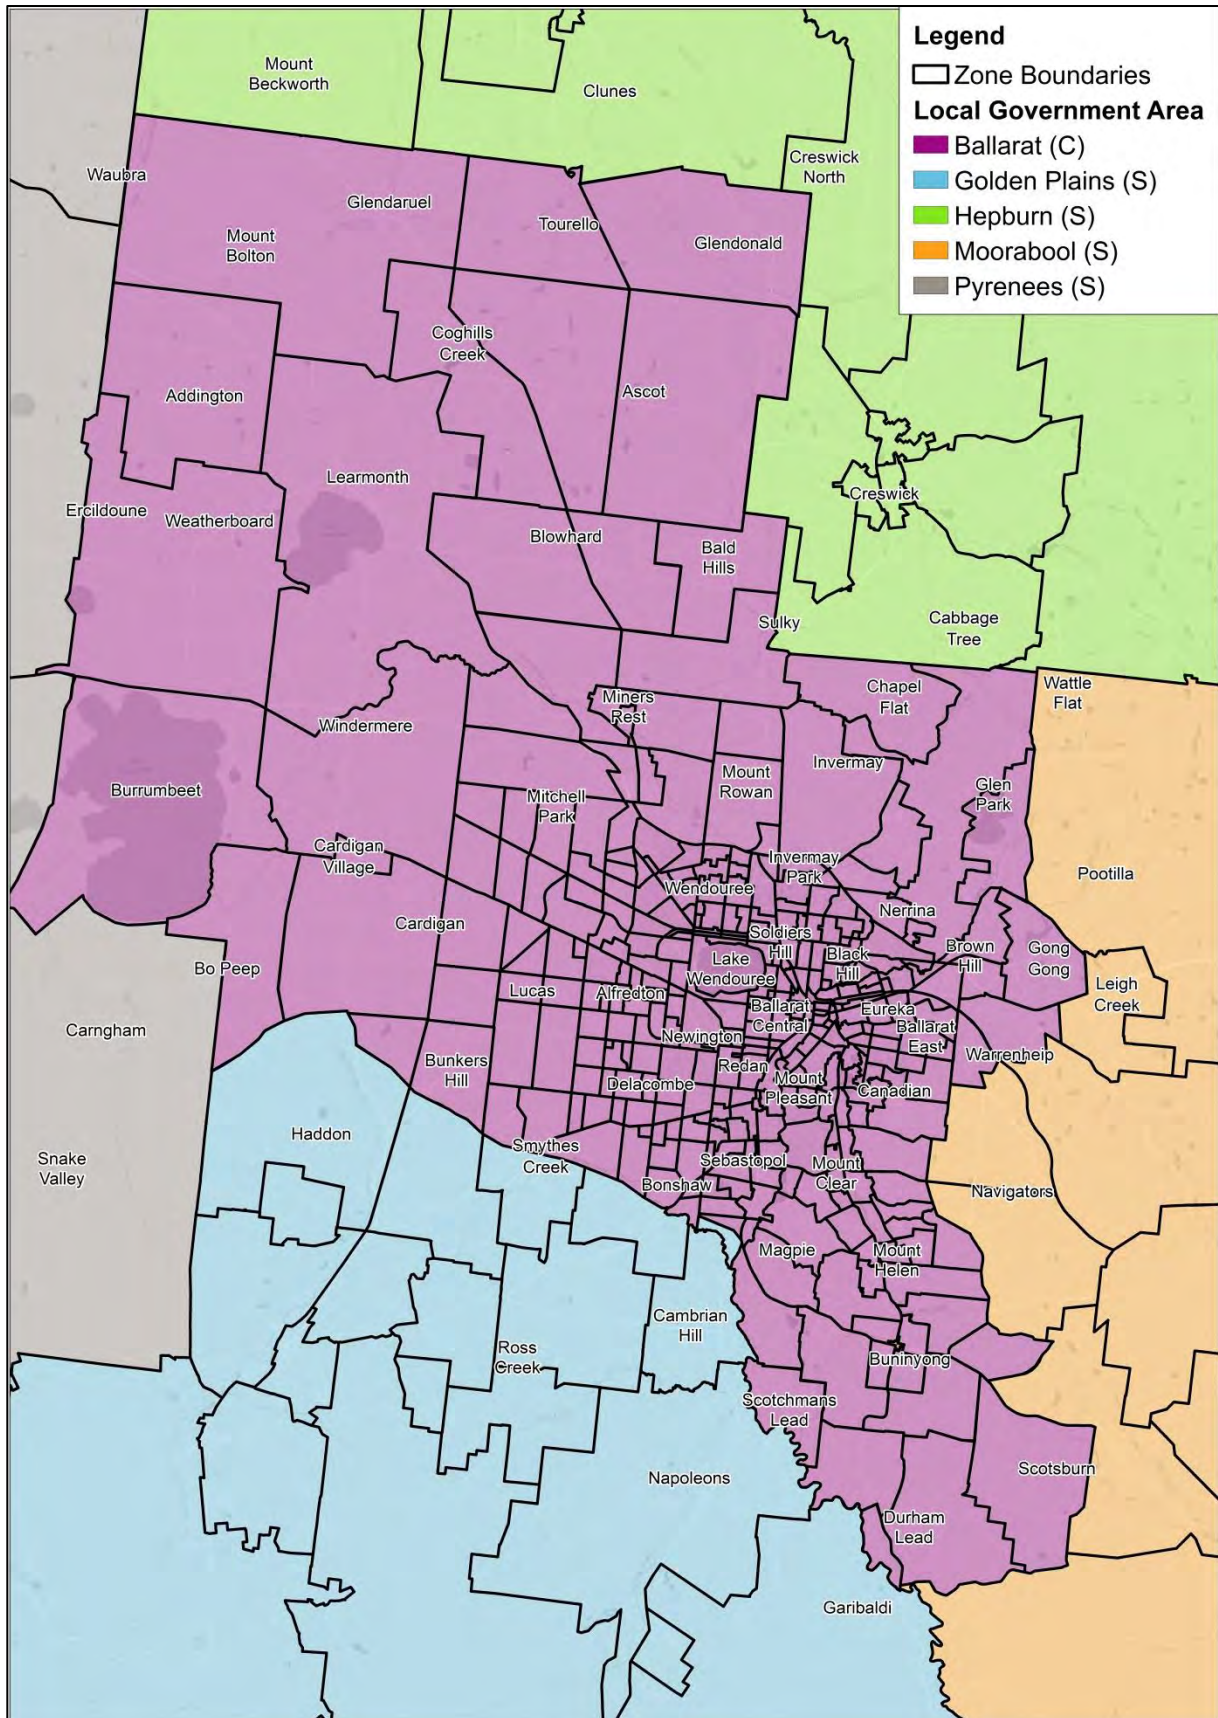 Legend
Zone Boundaries
Local Government Area
Ballarat (C)
Golden Plains (S)
Hepburn (S)
Moorabool (S)
Pyrenees (S)
Mount
Beckworth
Clunes
Creswick
North
Waubra
Glendaruel
Mount
Bolton
Tourello
Glendonald
Coghills
Creek
Ascot
Addington
Learmonth
Creswick
Ercildoune
Weatherboard
Blowhard
Bald
Hills
Sulky
Cabbage
Tree
Chapel
Flat
Wattle
Flat
Miners
Rest
Windermere
Invermay
Mount
Rowan
Glen
Park
Burrumbeet
Mitchell
Park
Cardigan
Village
Invermay
Park
Pootilla
Wendouree
Nerrina
Cardigan
Soldiers
Hill
Black
Hill
Brown
Hill
Gong
Gong
Bo Peep
Lake
Wendouree
Leigh
Creek
Lucas
Alfredton
Ballarat
Central
Eureka
Ballarat
East
Carngham
Newington
Warrenheip
Bunkers
Hill
Redan
Delacombe
Mount
Pleasant
Canadian
Haddon
Smythes
Creek
Snake
Valley
Sebastopol
Mount
Clear
Bonshaw
Navigators
Magpie
Mount
Helen
Cambrian
Hill
Ross
Creek
Buninyong
Scotchmans
Lead
Napoleons
Scotsburn
Durham
Lead
Garibaldi